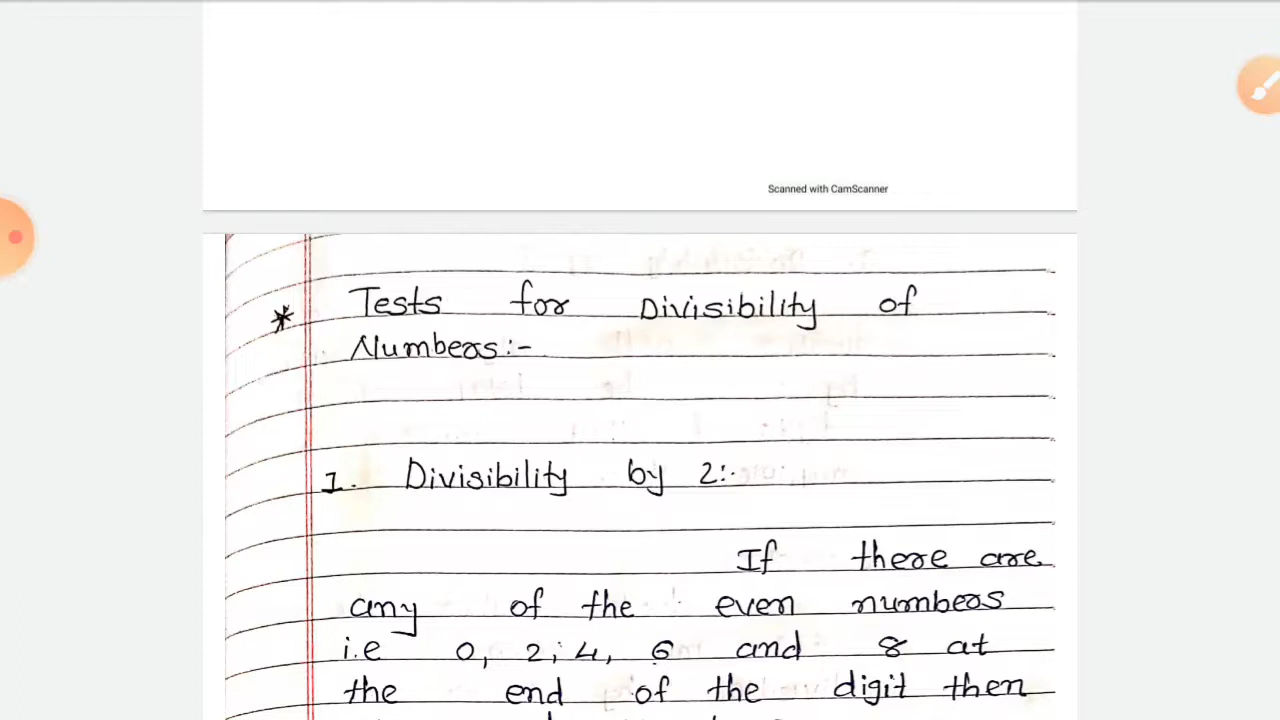 Scanned with CamScanner
* Tests for Divisibility of
Numbers:-
1. Divisibility by 2:-
If there are
any of the even numbers
i.e 0, 2, 4, 6 and 8 at
the end of the digit then